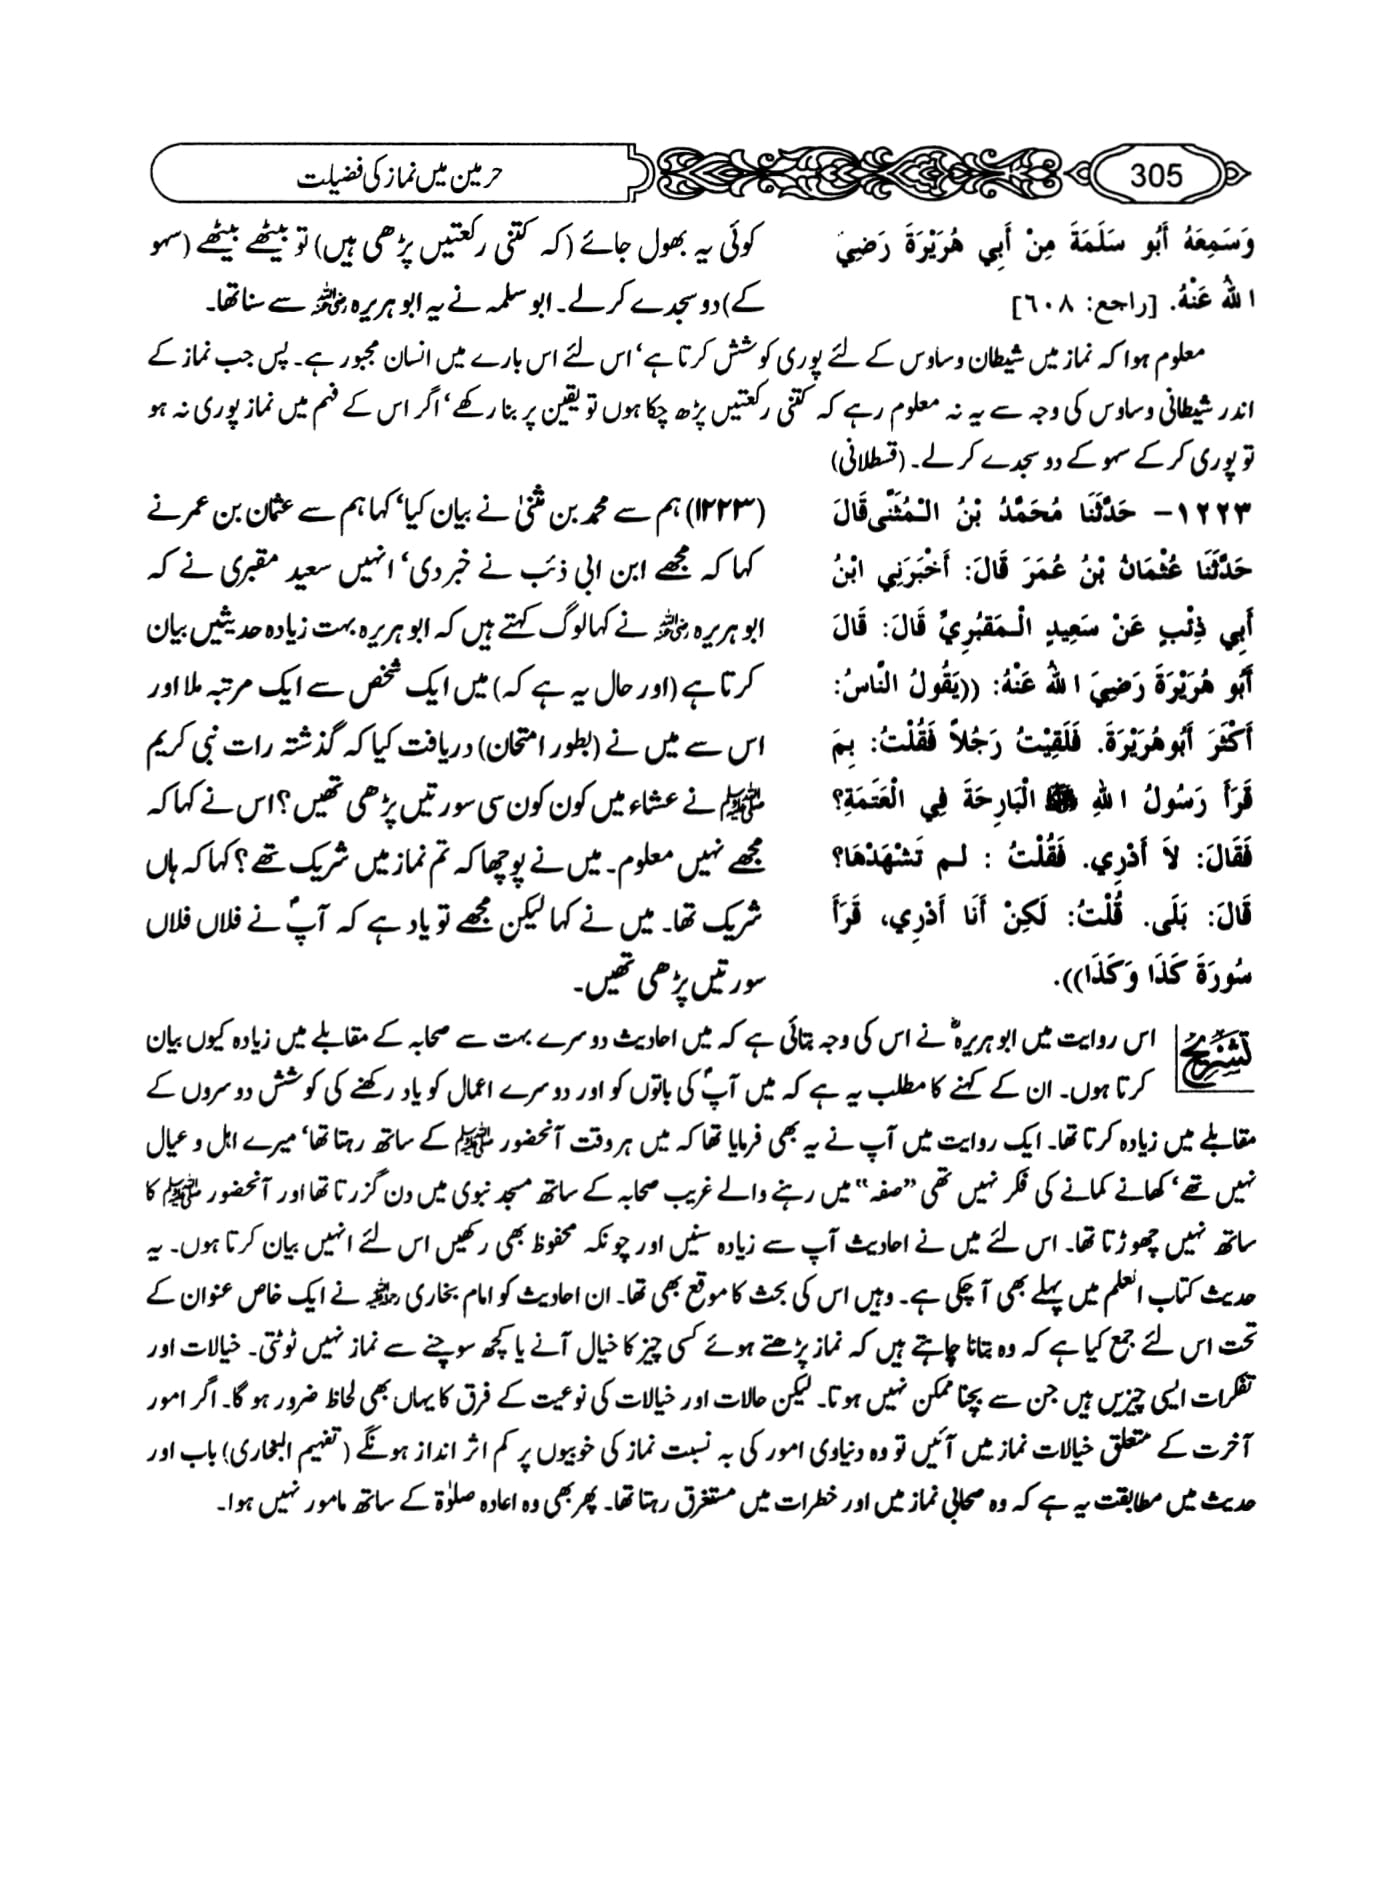 حرمین میں نماز کی فضیلت
305
وَسَمِعَهُ أَبُو سَلَمَةَ مِنْ أَبِي هُرَيْرَةَ رَضِيَ
اللهُ عَنْهُ. [راجع: ٦٠٨]
کوئی یہ بھول جائے (کہ کتنی رکعتیں پڑھی ہیں) تو بیٹھے بیٹھے (سہو
کے) دو سجدے کر لے۔ ابو سلمہ نے یہ ابو ہریرہ رضی اللہ عنہ سے سنا تھا۔
معلوم ہوا کہ نماز میں شیطان وساوس کے لئے پوری کوشش کرتا ہے‘ اس لئے اس بارے میں انسان مجبور ہے۔ پس جب نماز کے
اندر شیطانی وساوس کی وجہ سے یہ نہ معلوم رہے کہ کتنی رکعتیں پڑھ چکا ہوں تو یقین پر بنا رکھے‘ اگر اس کے فہم میں نماز پوری نہ ہو
تو پوری کر کے سہو کے دو سجدے کر لے۔ (قسطلانی)
١٢٢٣- حَدَّثَنَا مُحَمَّدُ بْنُ الْمُثَنَّى قَالَ
حَدَّثَنَا عُثْمَانُ بْنُ عُمَرَ قَالَ: أَخْبَرَنِي ابْنُ
أَبِي ذِئْبٍ عَنْ سَعِيدٍ الْمَقْبُرِيِّ قَالَ: قَالَ
أَبُو هُرَيْرَةَ رَضِيَ اللهُ عَنْهُ: ((يَقُولُ النَّاسُ:
أَكْثَرَ أَبُوهُرَيْرَةَ. فَلَقِيْتُ رَجُلاً فَقُلْتُ: بِمَ
قَرَأَ رَسُولُ اللهِ ﷺ الْبَارِحَةَ فِي الْعَتَمَةِ؟
فَقَالَ: لاَ أَدْرِي. فَقُلْتُ : لم تَشْهَدْهَا؟
قَالَ: بَلَى. قُلْتُ: لَكِنْ أَنَا أَدْرِي، قَرَأَ
سُورَةَ كَذَا وَكَذَا)).
(۱۲۲۳) ہم سے محمد بن مثنیٰ نے بیان کیا‘ کہا ہم سے عثمان بن عمر نے
کہا کہ مجھے ابن ابی ذئب نے خبر دی‘ انہیں سعید مقبری نے کہ
ابو ہریرہ رضی اللہ عنہ نے کہا لوگ کہتے ہیں کہ ابو ہریرہ بہت زیادہ حدیثیں بیان
کرتا ہے (اور حال یہ ہے کہ) میں ایک شخص سے ایک مرتبہ ملا اور
اس سے میں نے (بطور امتحان) دریافت کیا کہ گذشتہ رات نبی کریم
ﷺ نے عشاء میں کون کون سی سورتیں پڑھی تھیں؟ اس نے کہا کہ
مجھے نہیں معلوم۔ میں نے پوچھا کہ تم نماز میں شریک تھے؟ کہا کہ ہاں
شریک تھا۔ میں نے کہا لیکن مجھے تو یاد ہے کہ آپؐ نے فلاں فلاں
سورتیں پڑھی تھیں۔
تشریح
اس روایت میں ابو ہریرہؓ نے اس کی وجہ بتائی ہے کہ میں احادیث دوسرے بہت سے صحابہ کے مقابلے میں زیادہ کیوں بیان
کرتا ہوں۔ ان کے کہنے کا مطلب یہ ہے کہ میں آپؐ کی باتوں کو اور دوسرے اعمال کو یاد رکھنے کی کوشش دوسروں کے
مقابلے میں زیادہ کرتا تھا۔ ایک روایت میں آپ نے یہ بھی فرمایا تھا کہ میں ہر وقت آنحضور ﷺ کے ساتھ رہتا تھا‘ میرے اہل و عیال
نہیں تھے‘ کھانے کمانے کی فکر نہیں تھی ”صفہ“ میں رہنے والے غریب صحابہ کے ساتھ مسجد نبوی میں دن گزرتا تھا اور آنحضور ﷺ کا
ساتھ نہیں چھوڑتا تھا۔ اس لئے میں نے احادیث آپ سے زیادہ سنیں اور چونکہ محفوظ بھی رکھیں اس لئے انہیں بیان کرتا ہوں۔ یہ
حدیث کتاب العلم میں پہلے بھی آ چکی ہے۔ وہیں اس کی بحث کا موقع بھی تھا۔ ان احادیث کو امام بخاری رحمہ اللہ نے ایک خاص عنوان کے
تحت اس لئے جمع کیا ہے کہ وہ بتانا چاہتے ہیں کہ نماز پڑھتے ہوئے کسی چیز کا خیال آنے یا کچھ سوچنے سے نماز نہیں ٹوٹتی۔ خیالات اور
تفکرات ایسی چیزیں ہیں جن سے بچنا ممکن نہیں ہوتا۔ لیکن حالات اور خیالات کی نوعیت کے فرق کا یہاں بھی لحاظ ضرور ہو گا۔ اگر امور
آخرت کے متعلق خیالات نماز میں آئیں تو وہ دنیاوی امور کی بہ نسبت نماز کی خوبیوں پر کم اثر انداز ہونگے (تفہیم البخاری) باب اور
حدیث میں مطابقت یہ ہے کہ وہ صحابی نماز میں اور خطرات میں مستغرق رہتا تھا۔ پھر بھی وہ اعادہ صلوٰۃ کے ساتھ مامور نہیں ہوا۔